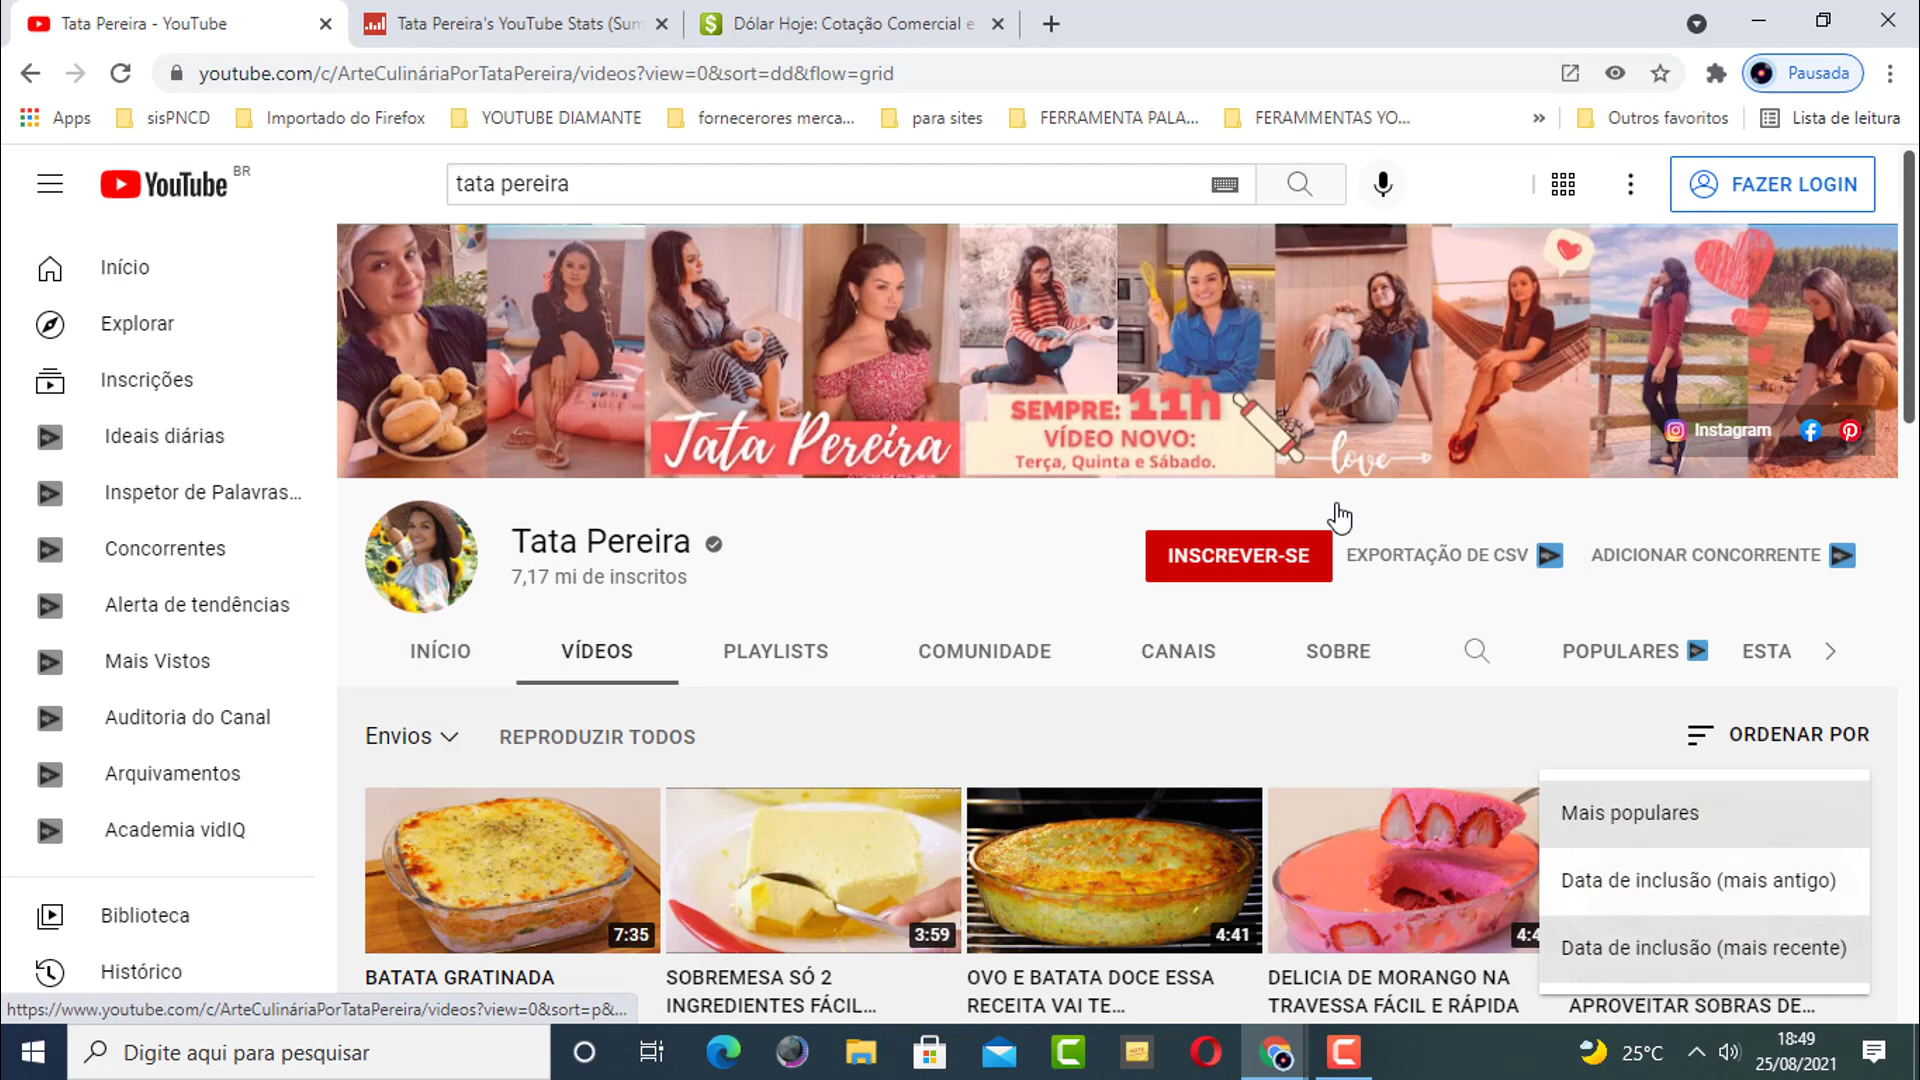 Tata Pereira - YouTube
Tata Pereira's YouTube Stats (Sum
Dólar Hoje: Cotação Comercial e
youtube.com/c/ArteCulináriaPorTataPereira/videos?view=0&sort=dd&flow=grid
Pausada
Apps
sisPNCD
Importado do Firefox
YOUTUBE DIAMANTE
fornecerores merca...
para sites
FERRAMENTA PALA...
FERAMMENTAS YO...
»
Outros favoritos
Lista de leitura
YouTube BR
tata pereira
FAZER LOGIN
Início
Explorar
Inscrições
Ideais diárias
Inspetor de Palavras...
Concorrentes
Alerta de tendências
Mais Vistos
Auditoria do Canal
Arquivamentos
Academia vidIQ
Biblioteca
Histórico
Tata Pereira
SEMPRE: 11h
VÍDEO NOVO:
Terça, Quinta e Sábado.
love
Instagram
Tata Pereira
7,17 mi de inscritos
INSCREVER-SE
EXPORTAÇÃO DE CSV
ADICIONAR CONCORRENTE
INÍCIO
VÍDEOS
PLAYLISTS
COMUNIDADE
CANAIS
SOBRE
POPULARES
ESTA
Envios
REPRODUZIR TODOS
ORDENAR POR
Mais populares
Data de inclusão (mais antigo)
Data de inclusão (mais recente)
7:35
3:59
4:41
4:4
BATATA GRATINADA
SOBREMESA SÓ 2
INGREDIENTES FÁCIL...
OVO E BATATA DOCE ESSA
RECEITA VAI TE...
DELICIA DE MORANGO NA
TRAVESSA FÁCIL E RÁPIDA
APROVEITAR SOBRAS DE...
https://www.youtube.com/c/ArteCulináriaPorTataPereira/videos?view=0&sort=p&...
Digite aqui para pesquisar
25°C
18:49
25/08/2021